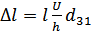 Δl = l U/h d₃₁